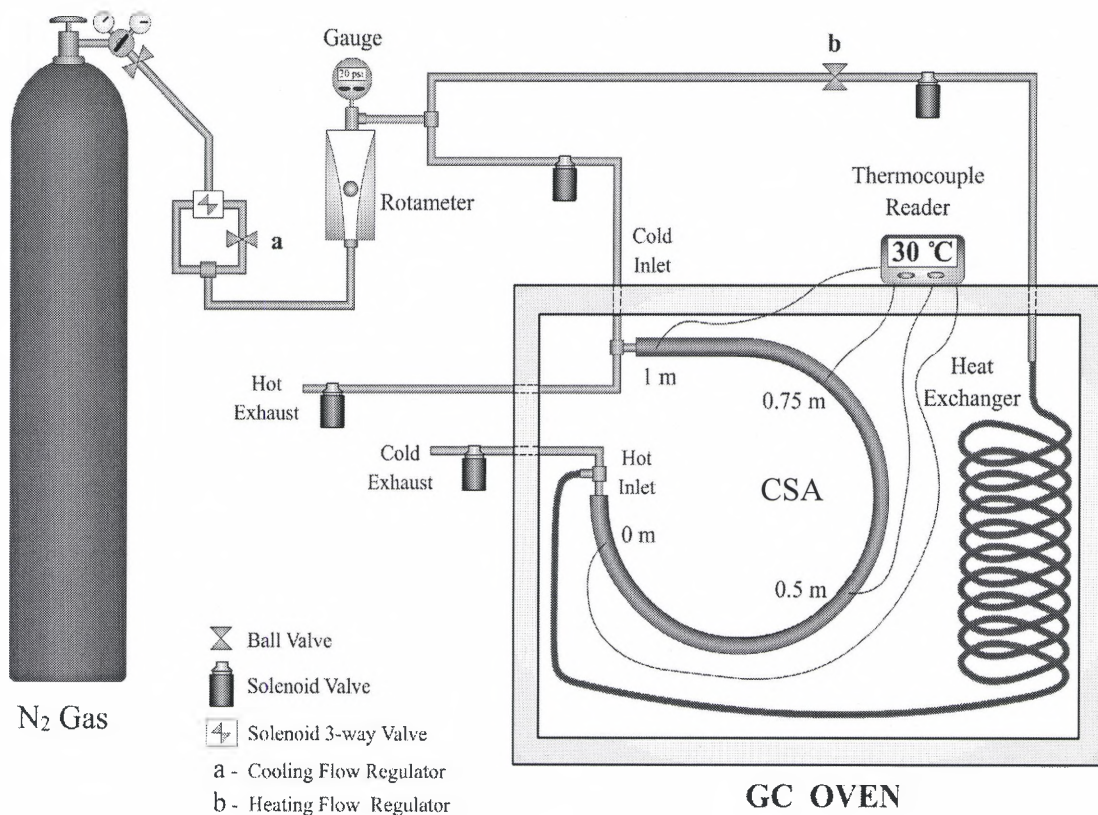 Gauge
20 psi
b
Rotameter
a
Thermocouple
Reader
30 ℃
Cold
Inlet
1 m
Hot
Exhaust
0.75 m
Heat
Exchanger
Cold
Exhaust
Hot
Inlet
CSA
0 m
0.5 m
Ball Valve
Solenoid Valve
N₂ Gas
Solenoid 3-way Valve
a - Cooling Flow Regulator
b - Heating Flow Regulator
GC OVEN